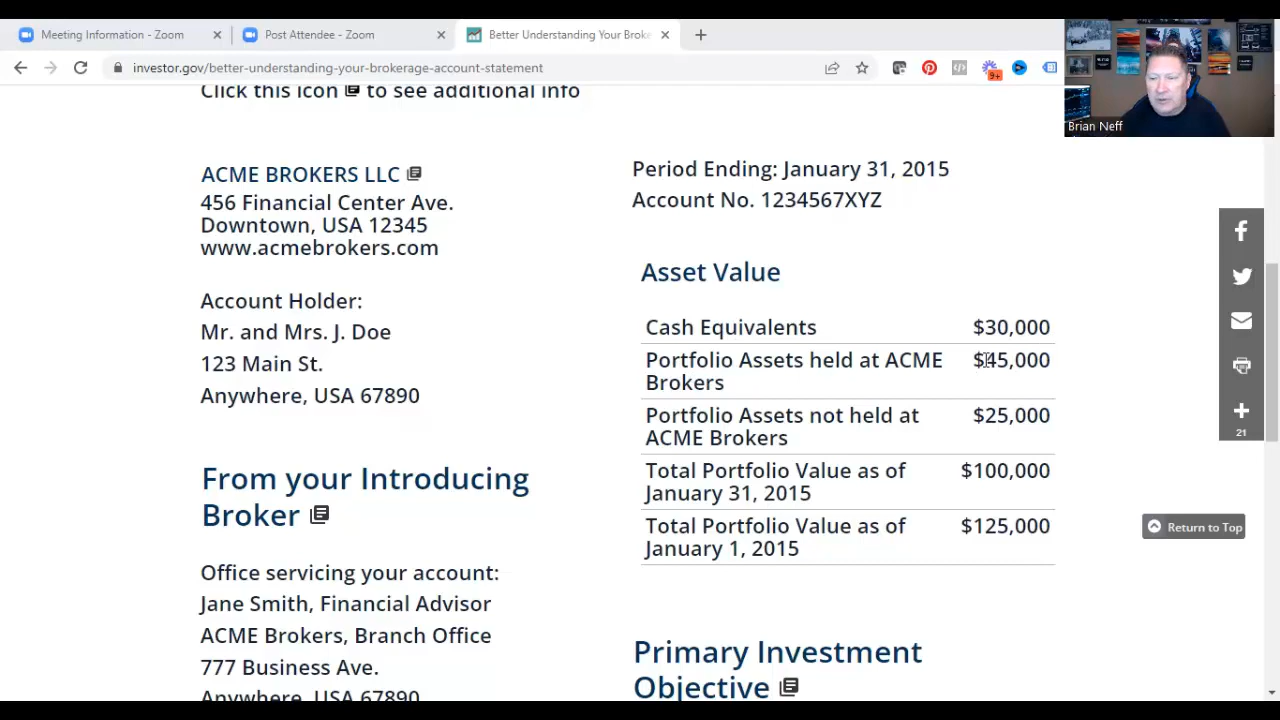 Meeting Information - Zoom
Post Attendee - Zoom
Better Understanding Your Broke
investor.gov/better-understanding-your-brokerage-account-statement
9+
Click this icon to see additional info
Brian Neff
ACME BROKERS LLC
456 Financial Center Ave.
Downtown, USA 12345
www.acmebrokers.com
Account Holder:
Mr. and Mrs. J. Doe
123 Main St.
Anywhere, USA 67890
From your Introducing
Broker
Office servicing your account:
Jane Smith, Financial Advisor
ACME Brokers, Branch Office
777 Business Ave.
Anywhere, USA 67890
Period Ending: January 31, 2015
Account No. 1234567XYZ
Asset Value
Cash Equivalents $30,000
Portfolio Assets held at ACME $45,000
Brokers
Portfolio Assets not held at $25,000
ACME Brokers
Total Portfolio Value as of $100,000
January 31, 2015
Total Portfolio Value as of $125,000
January 1, 2015
Primary Investment
Objective
21
Return to Top